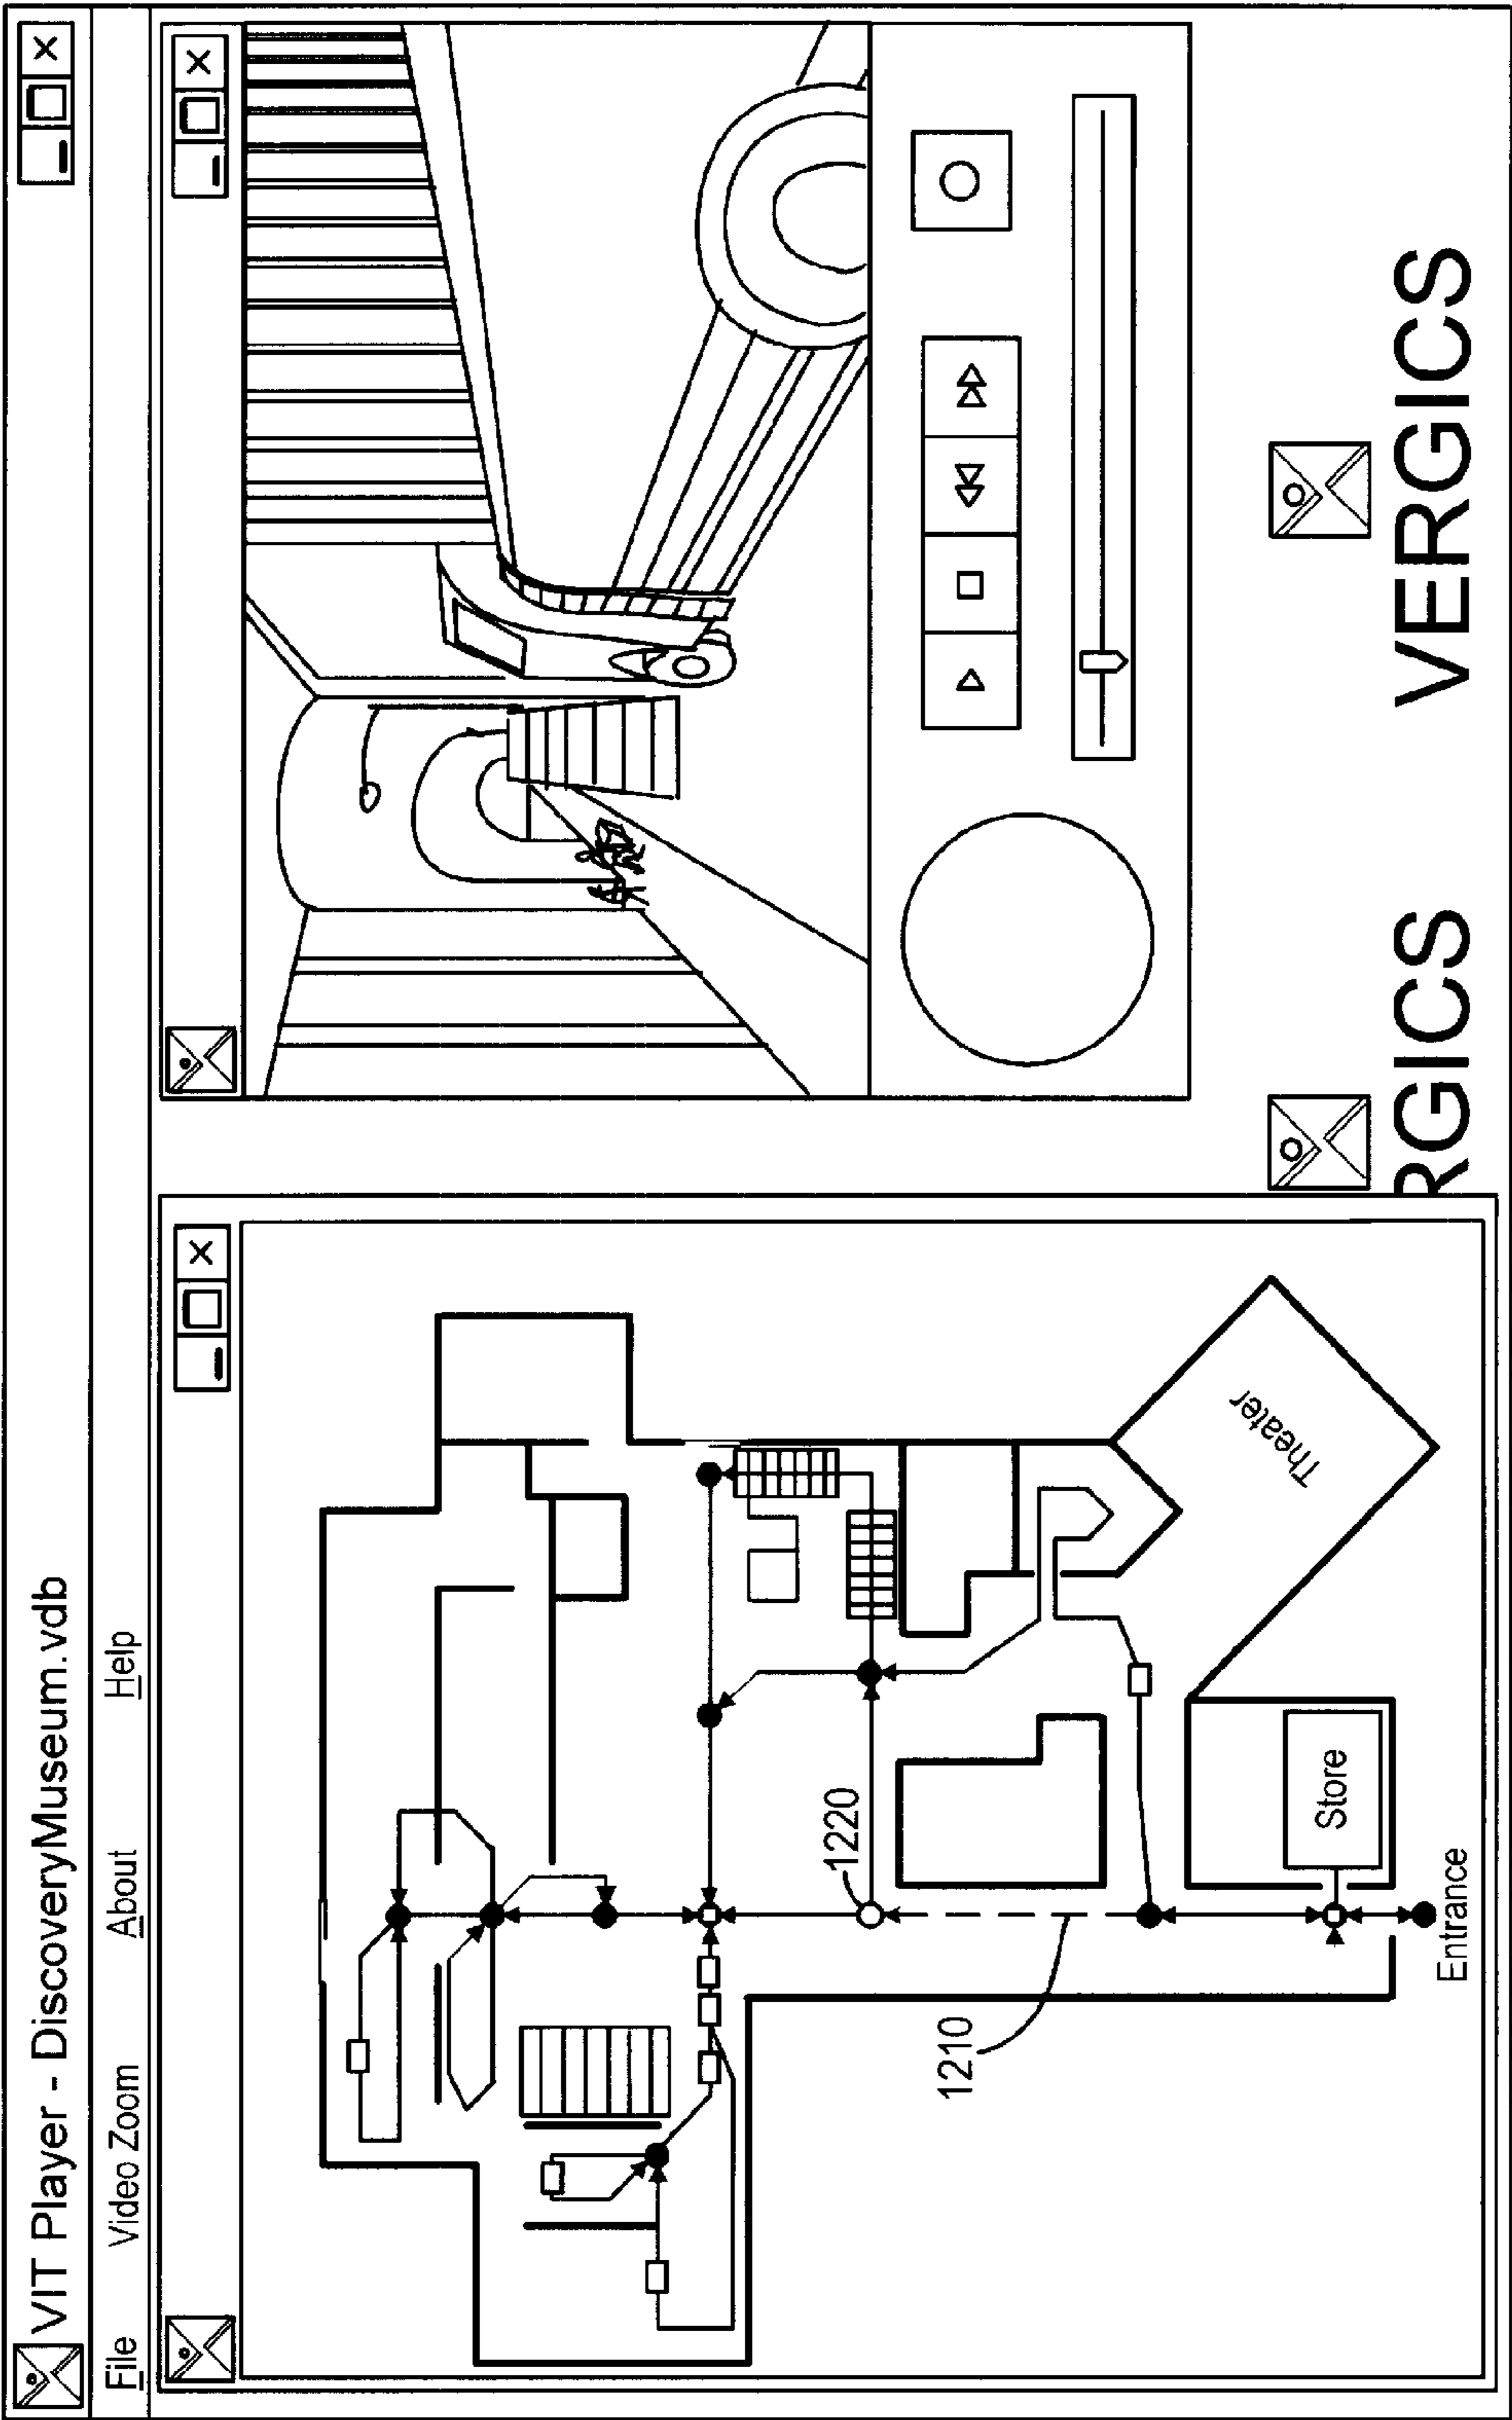 VIT Player - DiscoveryMuseum.vdb
File Video Zoom About Help
Theater
1220
Store
1210
Entrance
RGICS
VERGICS